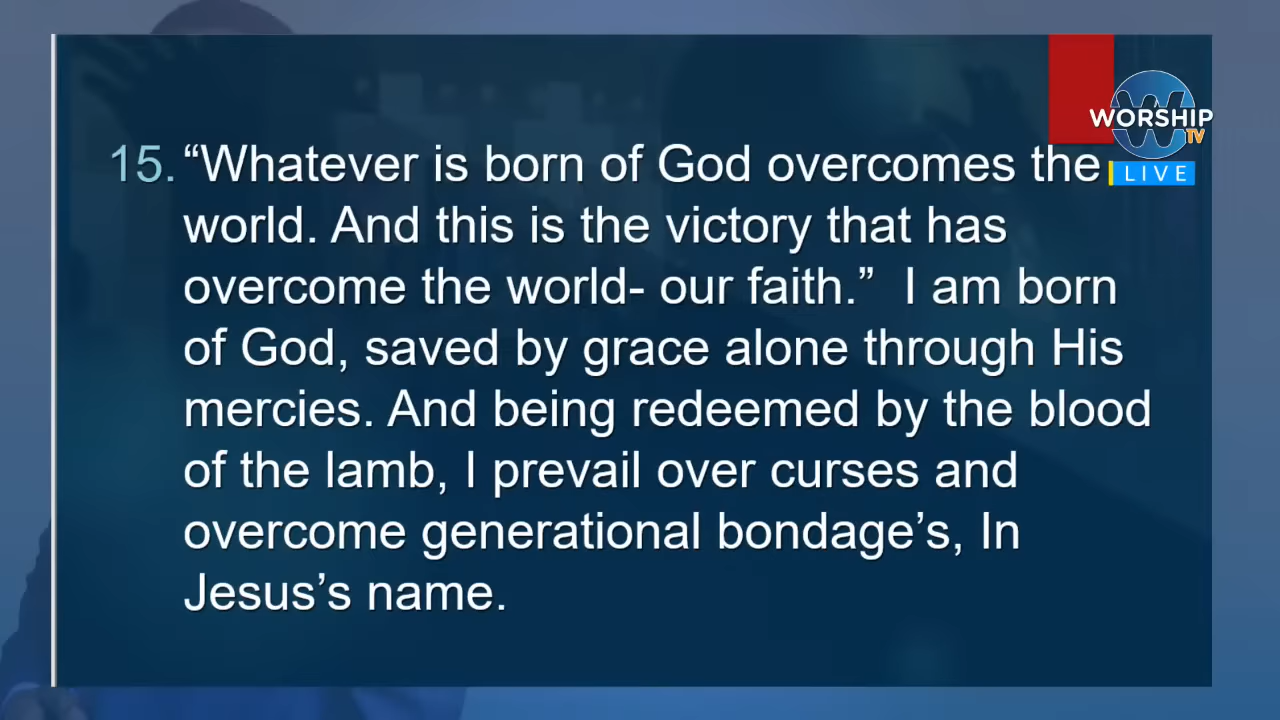 WORSHIP
TV
LIVE
15. “Whatever is born of God overcomes the
world. And this is the victory that has
overcome the world- our faith.”  I am born
of God, saved by grace alone through His
mercies. And being redeemed by the blood
of the lamb, I prevail over curses and
overcome generational bondage’s, In
Jesus’s name.